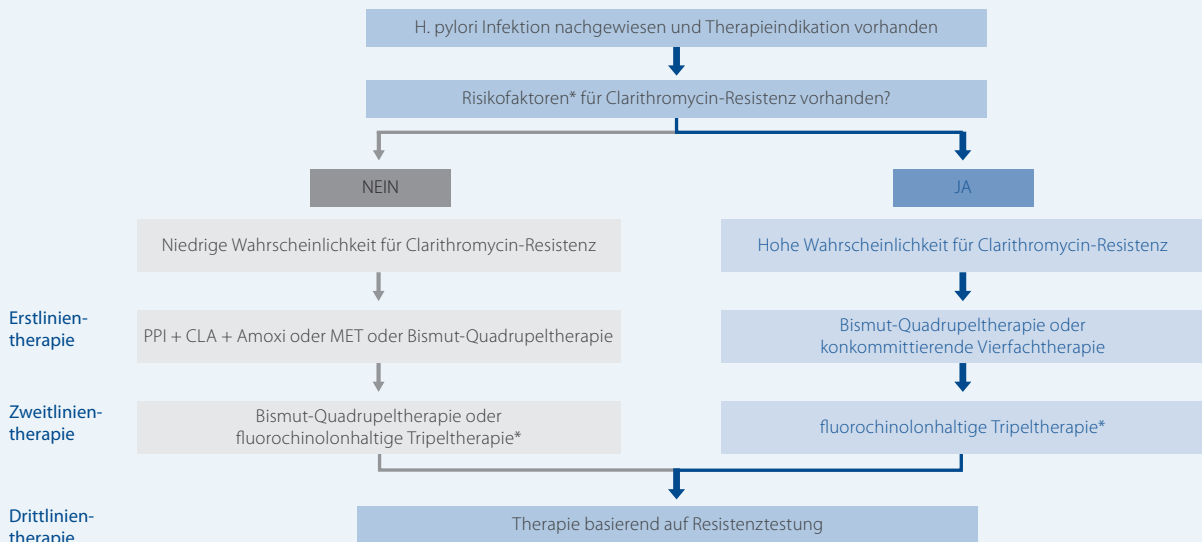 H. pylori Infektion nachgewiesen und Therapieindikation vorhanden
Risikofaktoren* für Clarithromycin-Resistenz vorhanden?
NEIN
JA
Niedrige Wahrscheinlichkeit für Clarithromycin-Resistenz
Hohe Wahrscheinlichkeit für Clarithromycin-Resistenz
Erstlinien-
therapie
PPI + CLA + Amoxi oder MET oder Bismut-Quadrupeltherapie
Bismut-Quadrupeltherapie oder
konkommittierende Vierfachtherapie
Zweitlinien-
therapie
Bismut-Quadrupeltherapie oder
fluorochinolonhaltige Tripeltherapie*
fluorochinolonhaltige Tripeltherapie*
Drittlinien-
therapie
Therapie basierend auf Resistenztestung